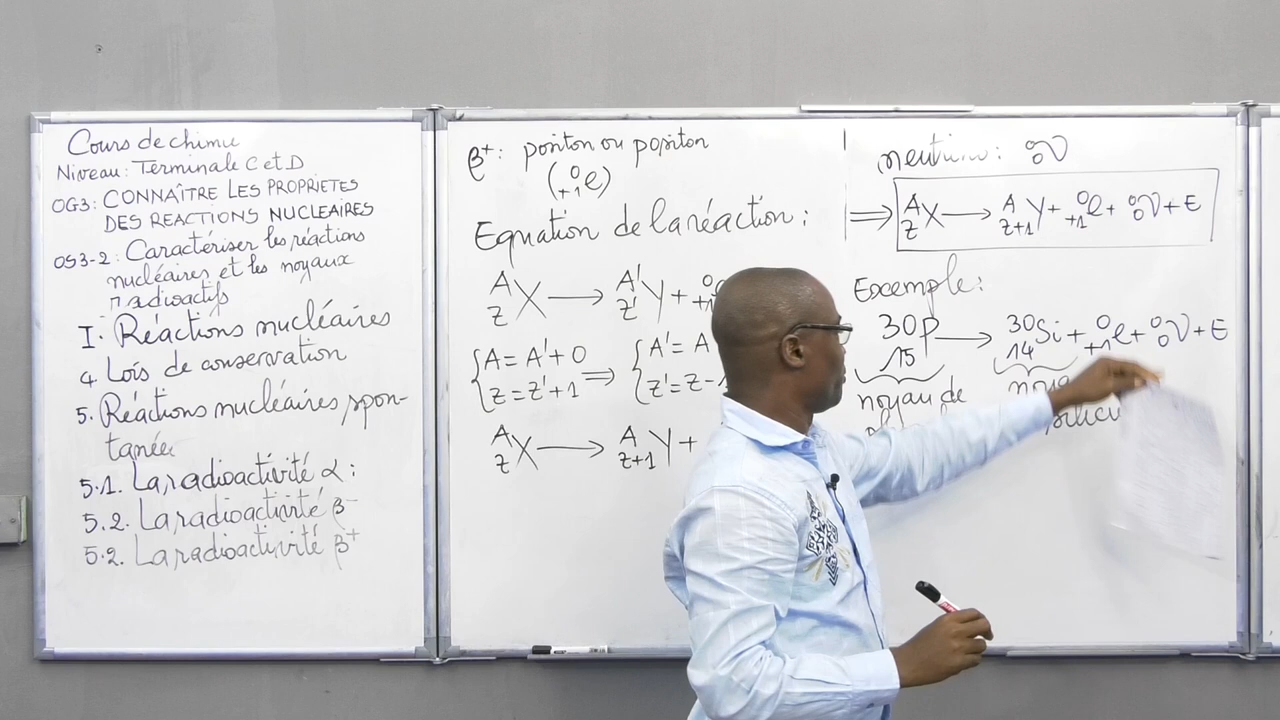 Cours de chimie
Niveau: Terminale C et D
OG3: CONNAÎTRE LES PROPRIETES
DES REACTIONS NUCLEAIRES
OS3-2: Caractériser les réactions
nucléaires et les noyaux
radioactifs
I. Réactions nucléaires
4. Lois de conservation
5. Réactions nucléaires spon-
tanées
5.1. La radioactivité α:
5.2. La radioactivité β⁻
5.2. La radioactivité β⁺
β⁺: positon ou positon
(⁰₊₁e)
Equation de la réaction:
ᴬ_Z X → ᴬ'_Z' Y + ⁰₊₁
{A = A' + 0
Z = Z' + 1 ⇒ {A' = A
Z' = Z -
ᴬ_Z X → ᴬ_Z+1 Y +
neutrino: ⁰₀ν
⇒ ᴬ_Z X → ᴬ_Z+1 Y + ⁰₊₁e + ⁰₀ν + E
Exemple:
³⁰₁₅P → ³⁰₁₄Si + ⁰₊₁e + ⁰₀ν + E
noyau de